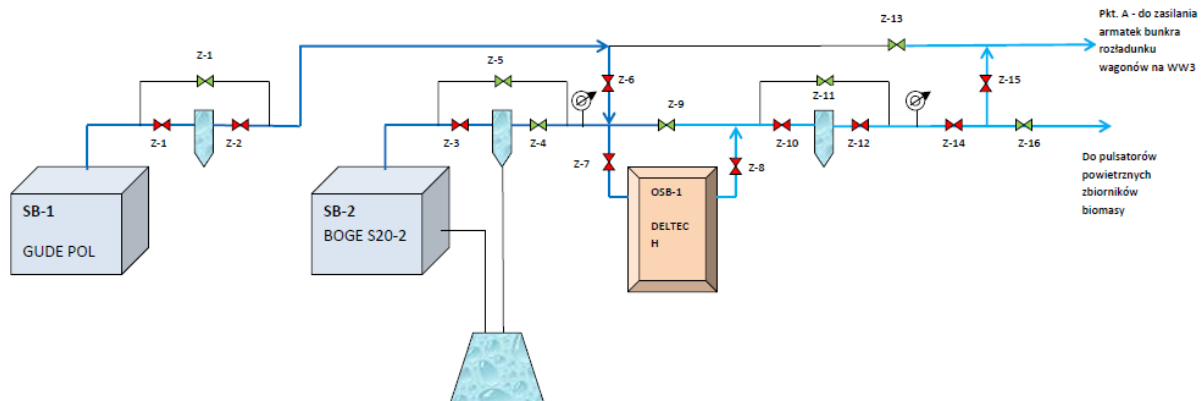 Z-13
Pkt. A - do zasilania
armatek bunkra
rozładunku
wagonów na WW3
Z-1
Z-5
Z-6
Z-9
Z-11
Z-15
Z-1
Z-2
Z-3
Z-4
Z-7
Z-8
Z-10
Z-12
Z-14
Z-16
Do pulsatorów
powietrznych
zbiorników
biomasy
SB-1
GUDE POL
SB-2
BOGE S20-2
OSB-1
DELTEC
H